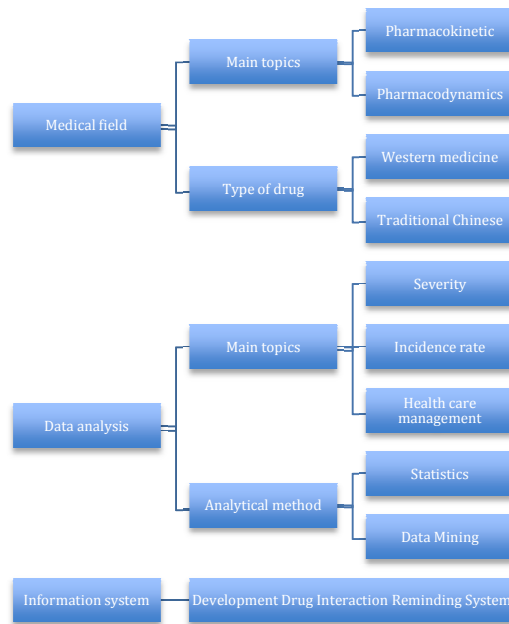 Medical field
Main topics
Pharmacokinetic
Pharmacodynamics
Type of drug
Western medicine
Traditional Chinese
Data analysis
Main topics
Severity
Incidence rate
Health care
management
Analytical method
Statistics
Data Mining
Information system
Development Drug Interaction Reminding System